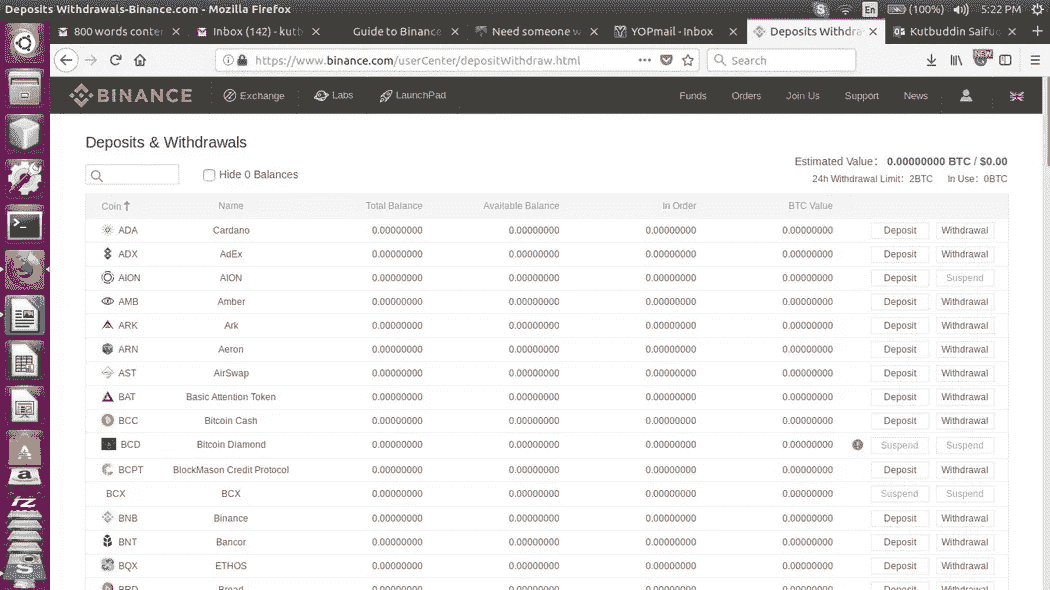 Deposits Withdrawals-Binance.com - Mozilla Firefox
En (100%) 5:22 PM
800 words conter
Inbox (142) - kutb
Guide to Binance
Need someone w
YOPmail - Inbox
Deposits Withdra
Kutbuddin Saifu
https://www.binance.com/userCenter/depositWithdraw.html
Search
NEW
BINANCE
Exchange Labs LaunchPad Funds Orders Join Us Support News
Deposits & Withdrawals
Estimated Value: 0.00000000 BTC / $0.00
Hide 0 Balances
24h Withdrawal Limit: 2BTC In Use: 0BTC
Coin Name Total Balance Available Balance In Order BTC Value
ADA Cardano 0.00000000 0.00000000 0.00000000 0.00000000 Deposit Withdrawal
ADX AdEx 0.00000000 0.00000000 0.00000000 0.00000000 Deposit Withdrawal
AION AION 0.00000000 0.00000000 0.00000000 0.00000000 Deposit Suspend
AMB Amber 0.00000000 0.00000000 0.00000000 0.00000000 Deposit Withdrawal
ARK Ark 0.00000000 0.00000000 0.00000000 0.00000000 Deposit Withdrawal
ARN Aeron 0.00000000 0.00000000 0.00000000 0.00000000 Deposit Withdrawal
AST AirSwap 0.00000000 0.00000000 0.00000000 0.00000000 Deposit Withdrawal
BAT Basic Attention Token 0.00000000 0.00000000 0.00000000 0.00000000 Deposit Withdrawal
BCC Bitcoin Cash 0.00000000 0.00000000 0.00000000 0.00000000 Deposit Withdrawal
BCD Bitcoin Diamond 0.00000000 0.00000000 0.00000000 0.00000000 Suspend Suspend
BCPT BlockMason Credit Protocol 0.00000000 0.00000000 0.00000000 0.00000000 Deposit Withdrawal
BCX BCX 0.00000000 0.00000000 0.00000000 0.00000000 Suspend Suspend
BNB Binance 0.00000000 0.00000000 0.00000000 0.00000000 Deposit Withdrawal
BNT Bancor 0.00000000 0.00000000 0.00000000 0.00000000 Deposit Withdrawal
BQX ETHOS 0.00000000 0.00000000 0.00000000 0.00000000 Deposit Withdrawal
BRD Bread 0.00000000 0.00000000 0.00000000 0.00000000 Deposit Withdrawal